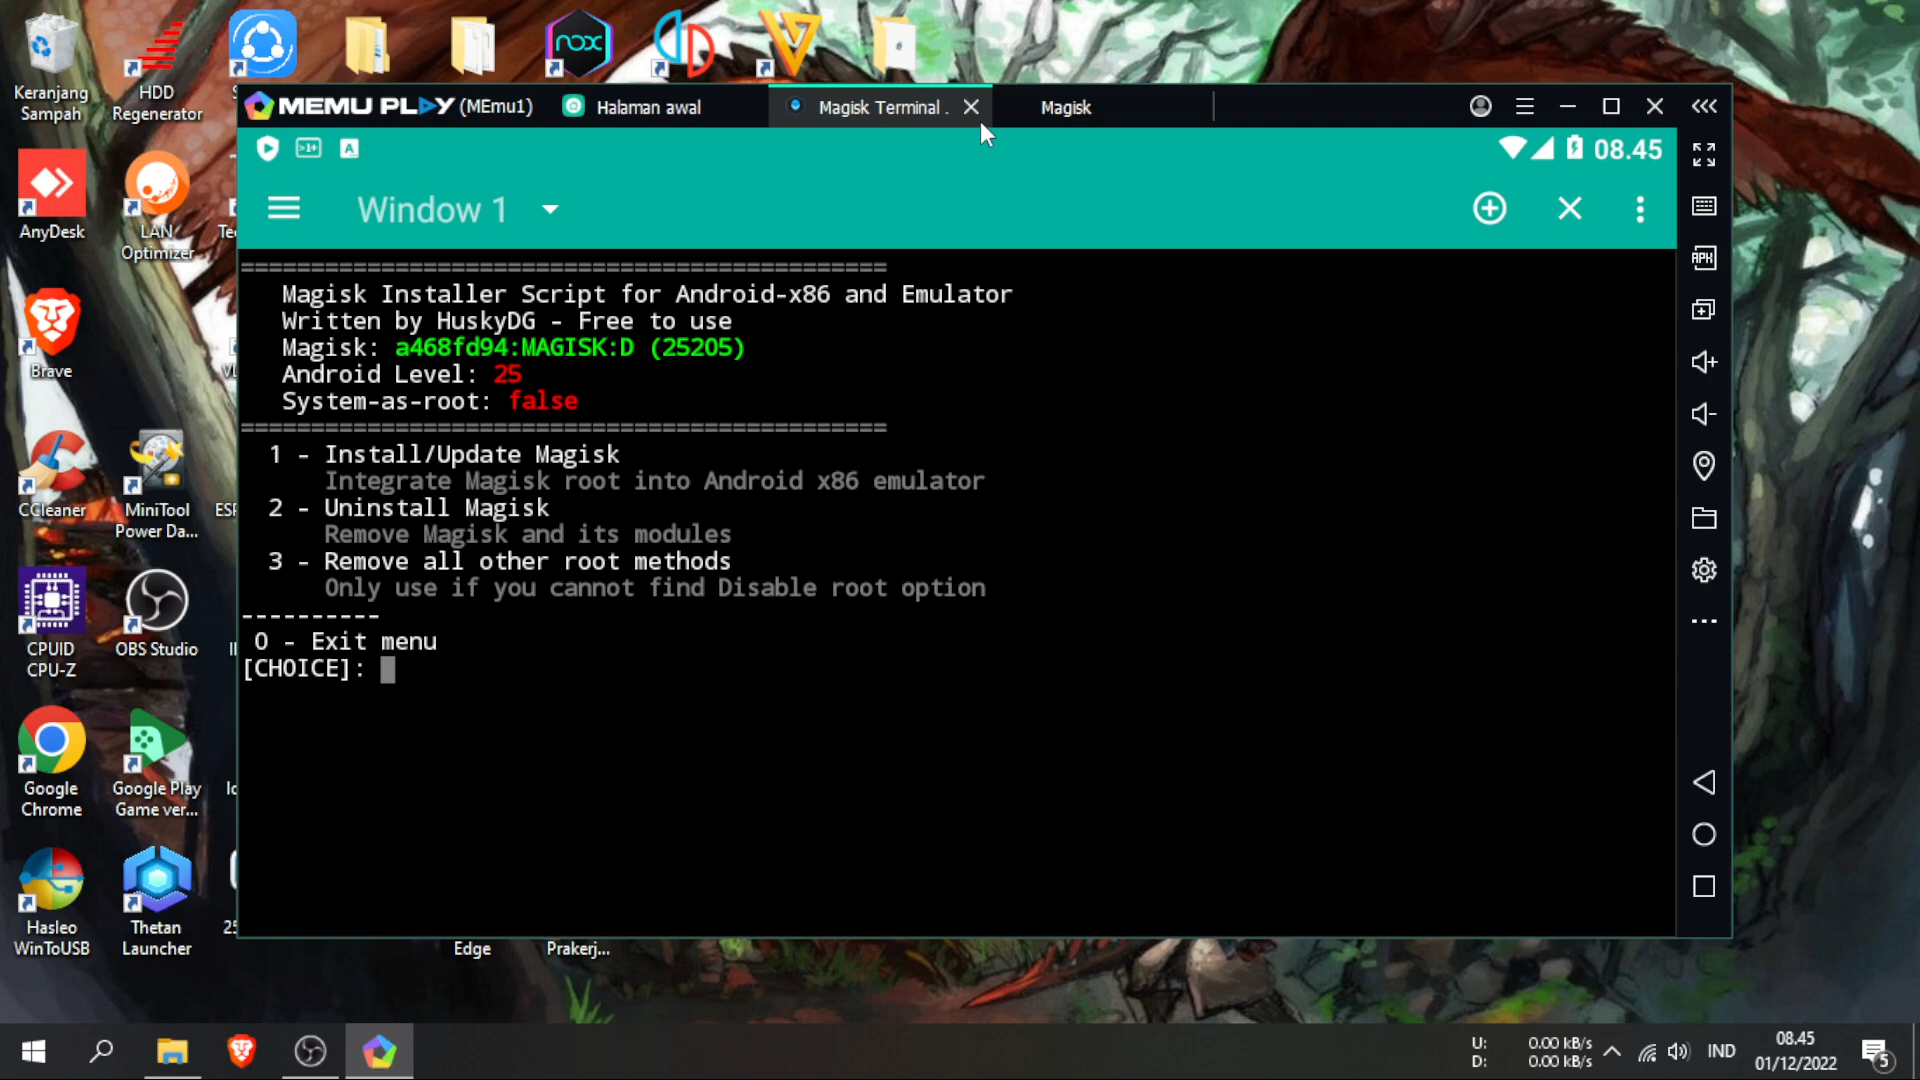 Keranjang Sampah
HDD Regenerator
nox
AnyDesk
LAN Optimizer
Brave
CCleaner
MiniTool Power Da...
CPUID CPU-Z
OBS Studio
Google Chrome
Google Play Game ver...
Hasleo WinToUSB
Thetan Launcher
Edge
Prakerj...
MEMU PLAY (MEmu1)
Halaman awal
Magisk Terminal .
Magisk
08.45
Window 1
==============================================
Magisk Installer Script for Android-x86 and Emulator
Written by HuskyDG - Free to use
Magisk: a468fd94:MAGISK:D (25205)
Android Level: 25
System-as-root: false
==============================================
1 - Install/Update Magisk
Integrate Magisk root into Android x86 emulator
2 - Uninstall Magisk
Remove Magisk and its modules
3 - Remove all other root methods
Only use if you cannot find Disable root option
----------
0 - Exit menu
[CHOICE]:
APK
U: 0.00 kB/s
D: 0.00 kB/s
IND
08.45
01/12/2022
5